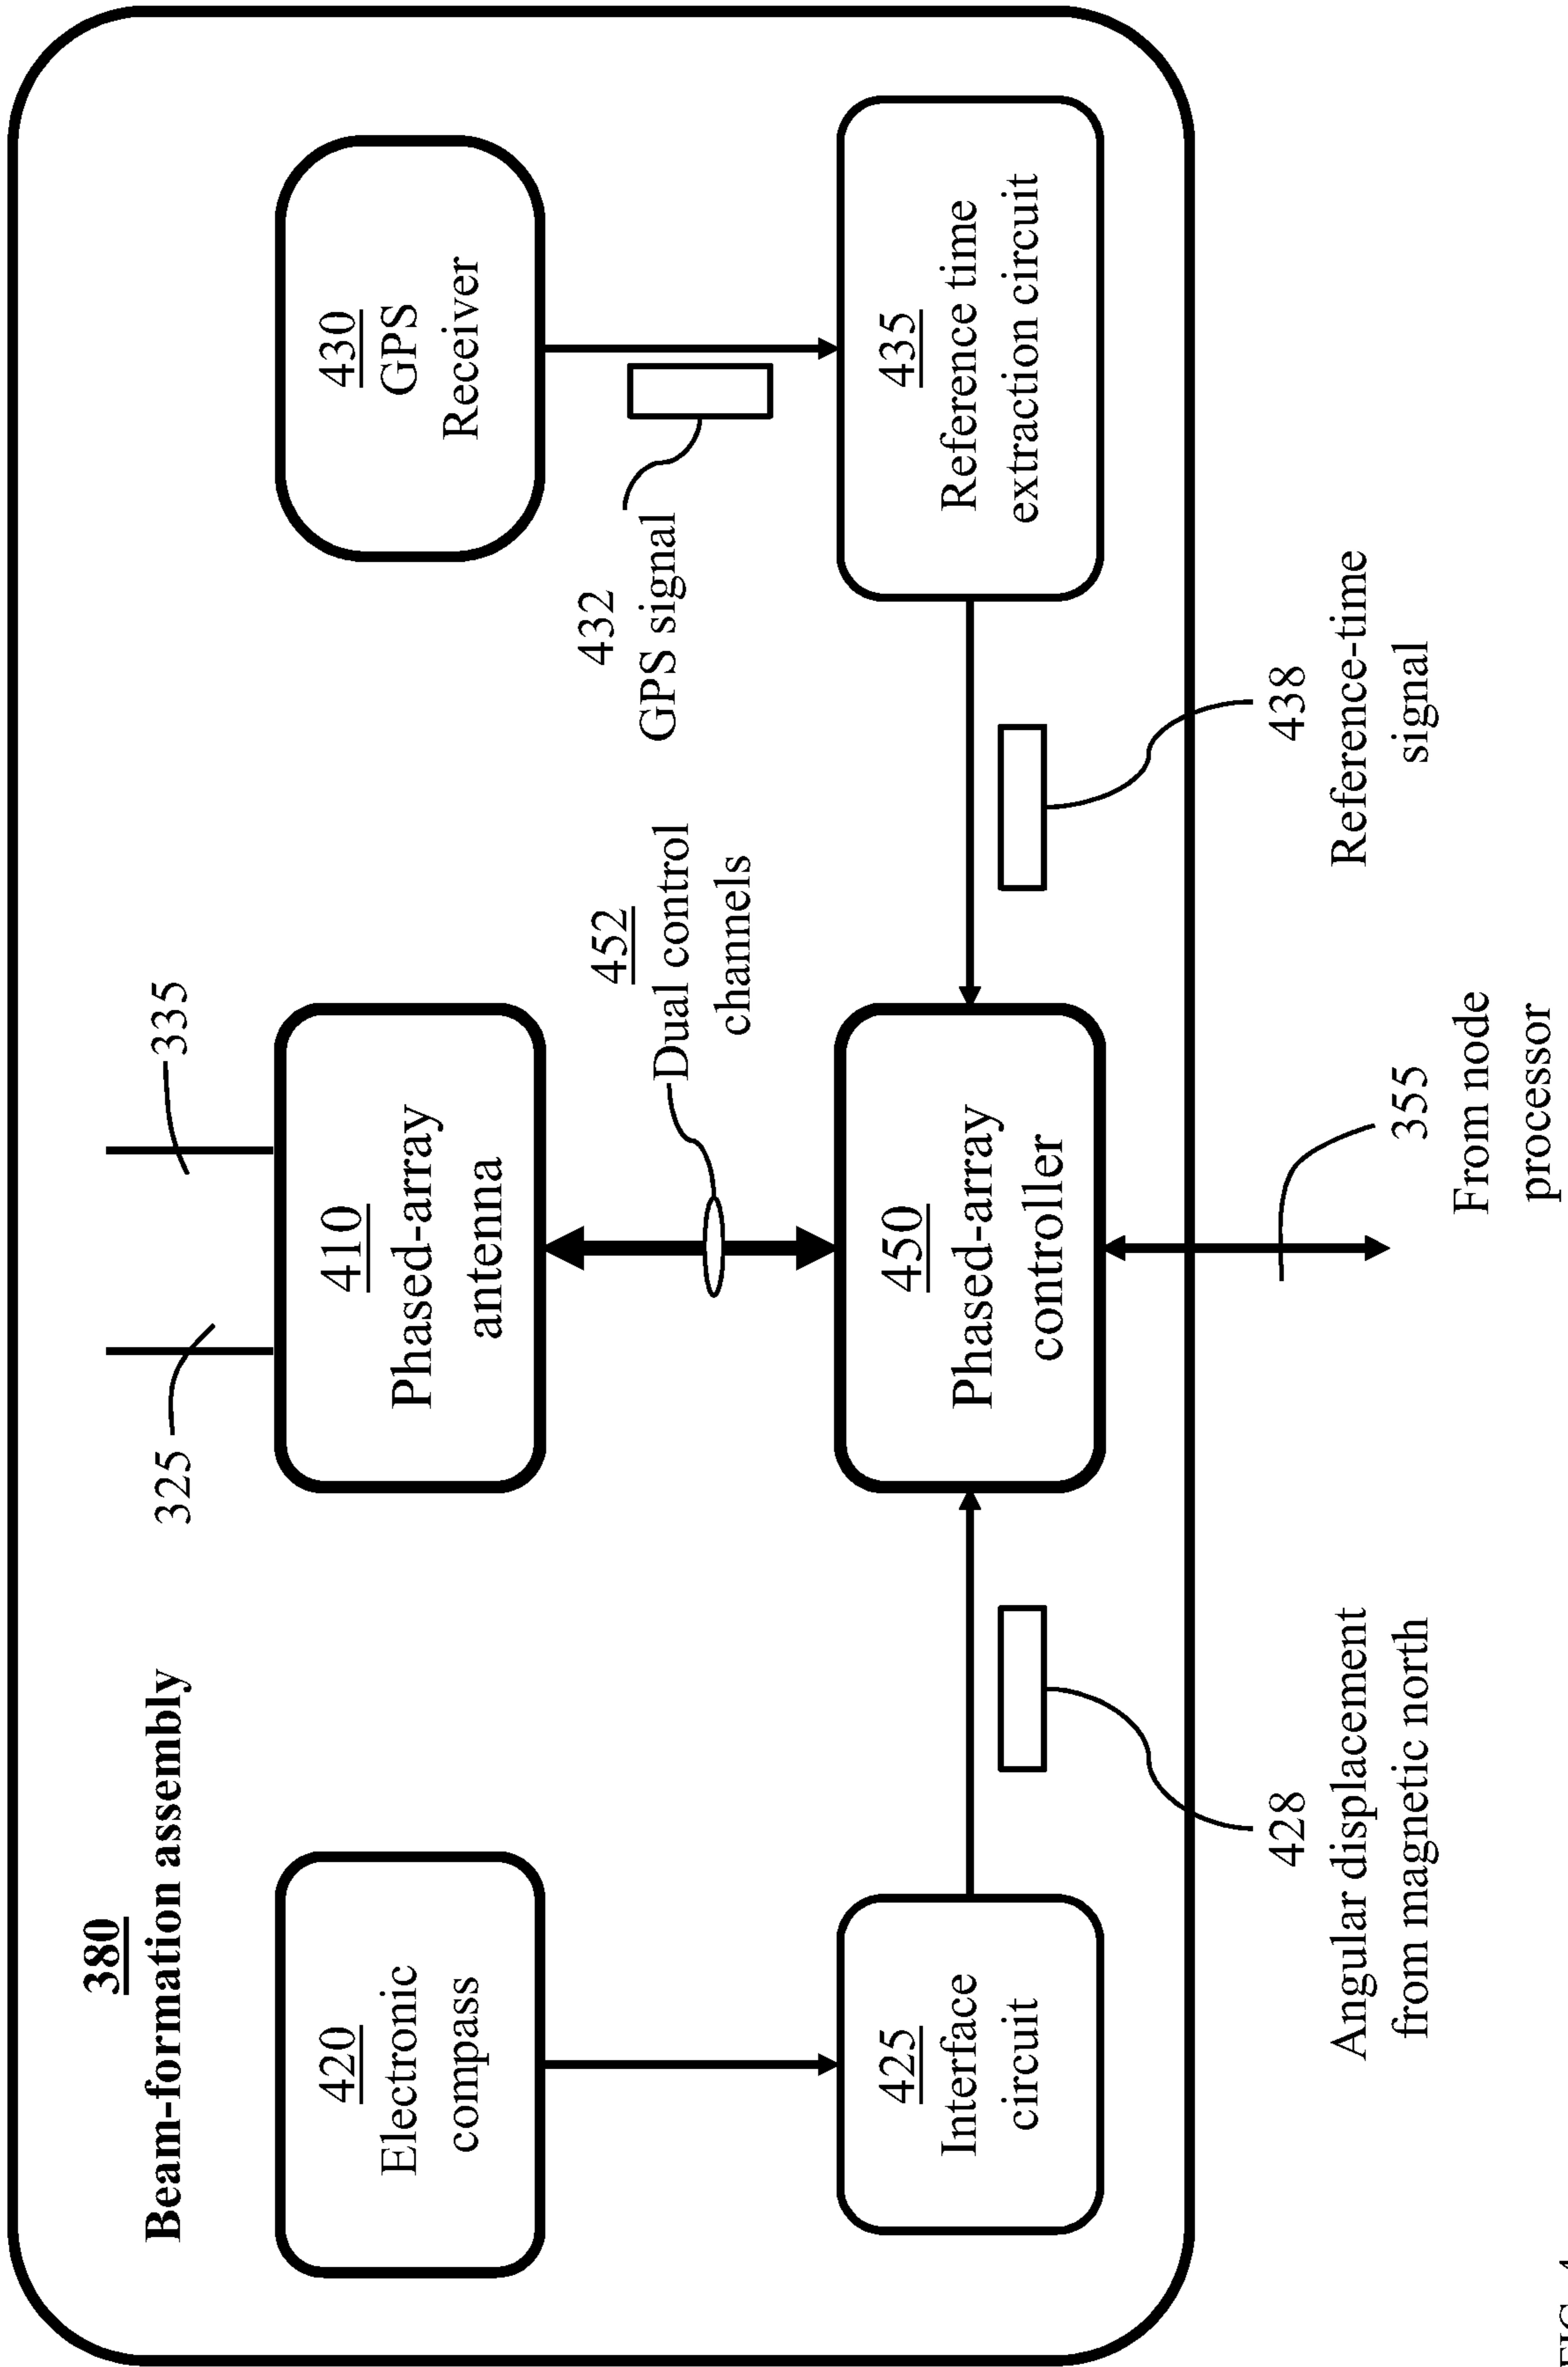 380
Beam-formation assembly
325
335
420
Electronic
compass
410
Phased-array
antenna
430
GPS
Receiver
452
Dual control
channels
432
GPS signal
425
Interface
circuit
450
Phased-array
controller
435
Reference time
extraction circuit
428
Angular displacement
from magnetic north
355
From node
processor
438
Reference-time
signal